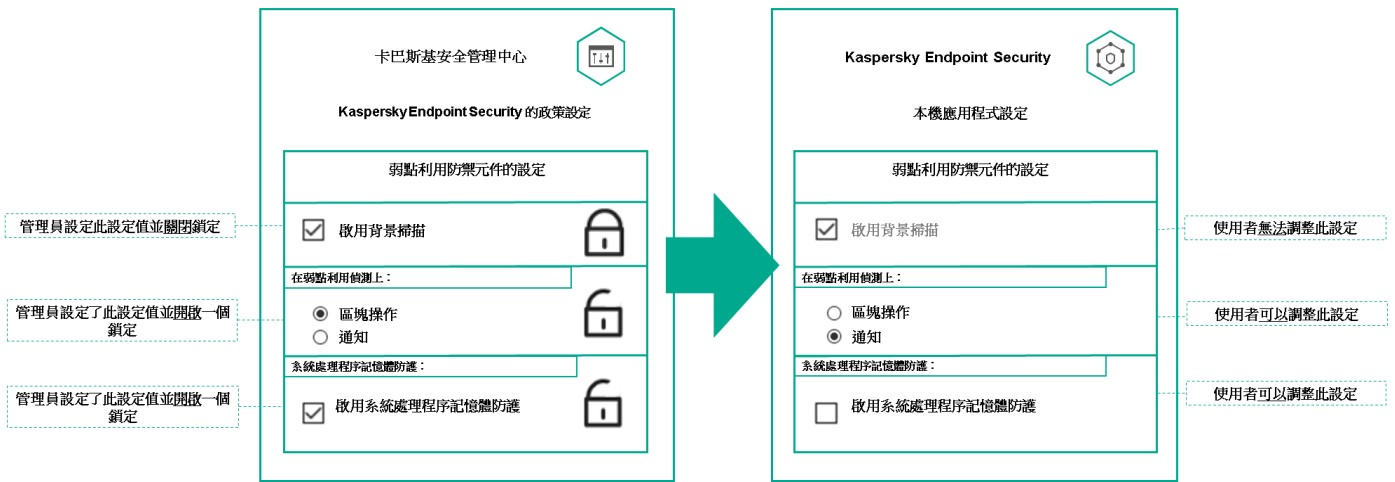 卡巴斯基安全管理中心
Kaspersky Endpoint Security 的政策設定
弱點利用防禦元件的設定
管理員設定此設定值並關閉鎖定
啟用背景掃描
在弱點利用偵測上：
管理員設定了此設定值並開啟一個
鎖定
區塊操作
通知
系統處理程序記憶體防護：
管理員設定了此設定值並開啟一個
鎖定
啟用系統處理程序記憶體防護
Kaspersky Endpoint Security
本機應用程式設定
弱點利用防禦元件的設定
啟用背景掃描
使用者無法調整此設定
在弱點利用偵測上：
區塊操作
通知
使用者可以調整此設定
系統處理程序記憶體防護：
啟用系統處理程序記憶體防護
使用者可以調整此設定